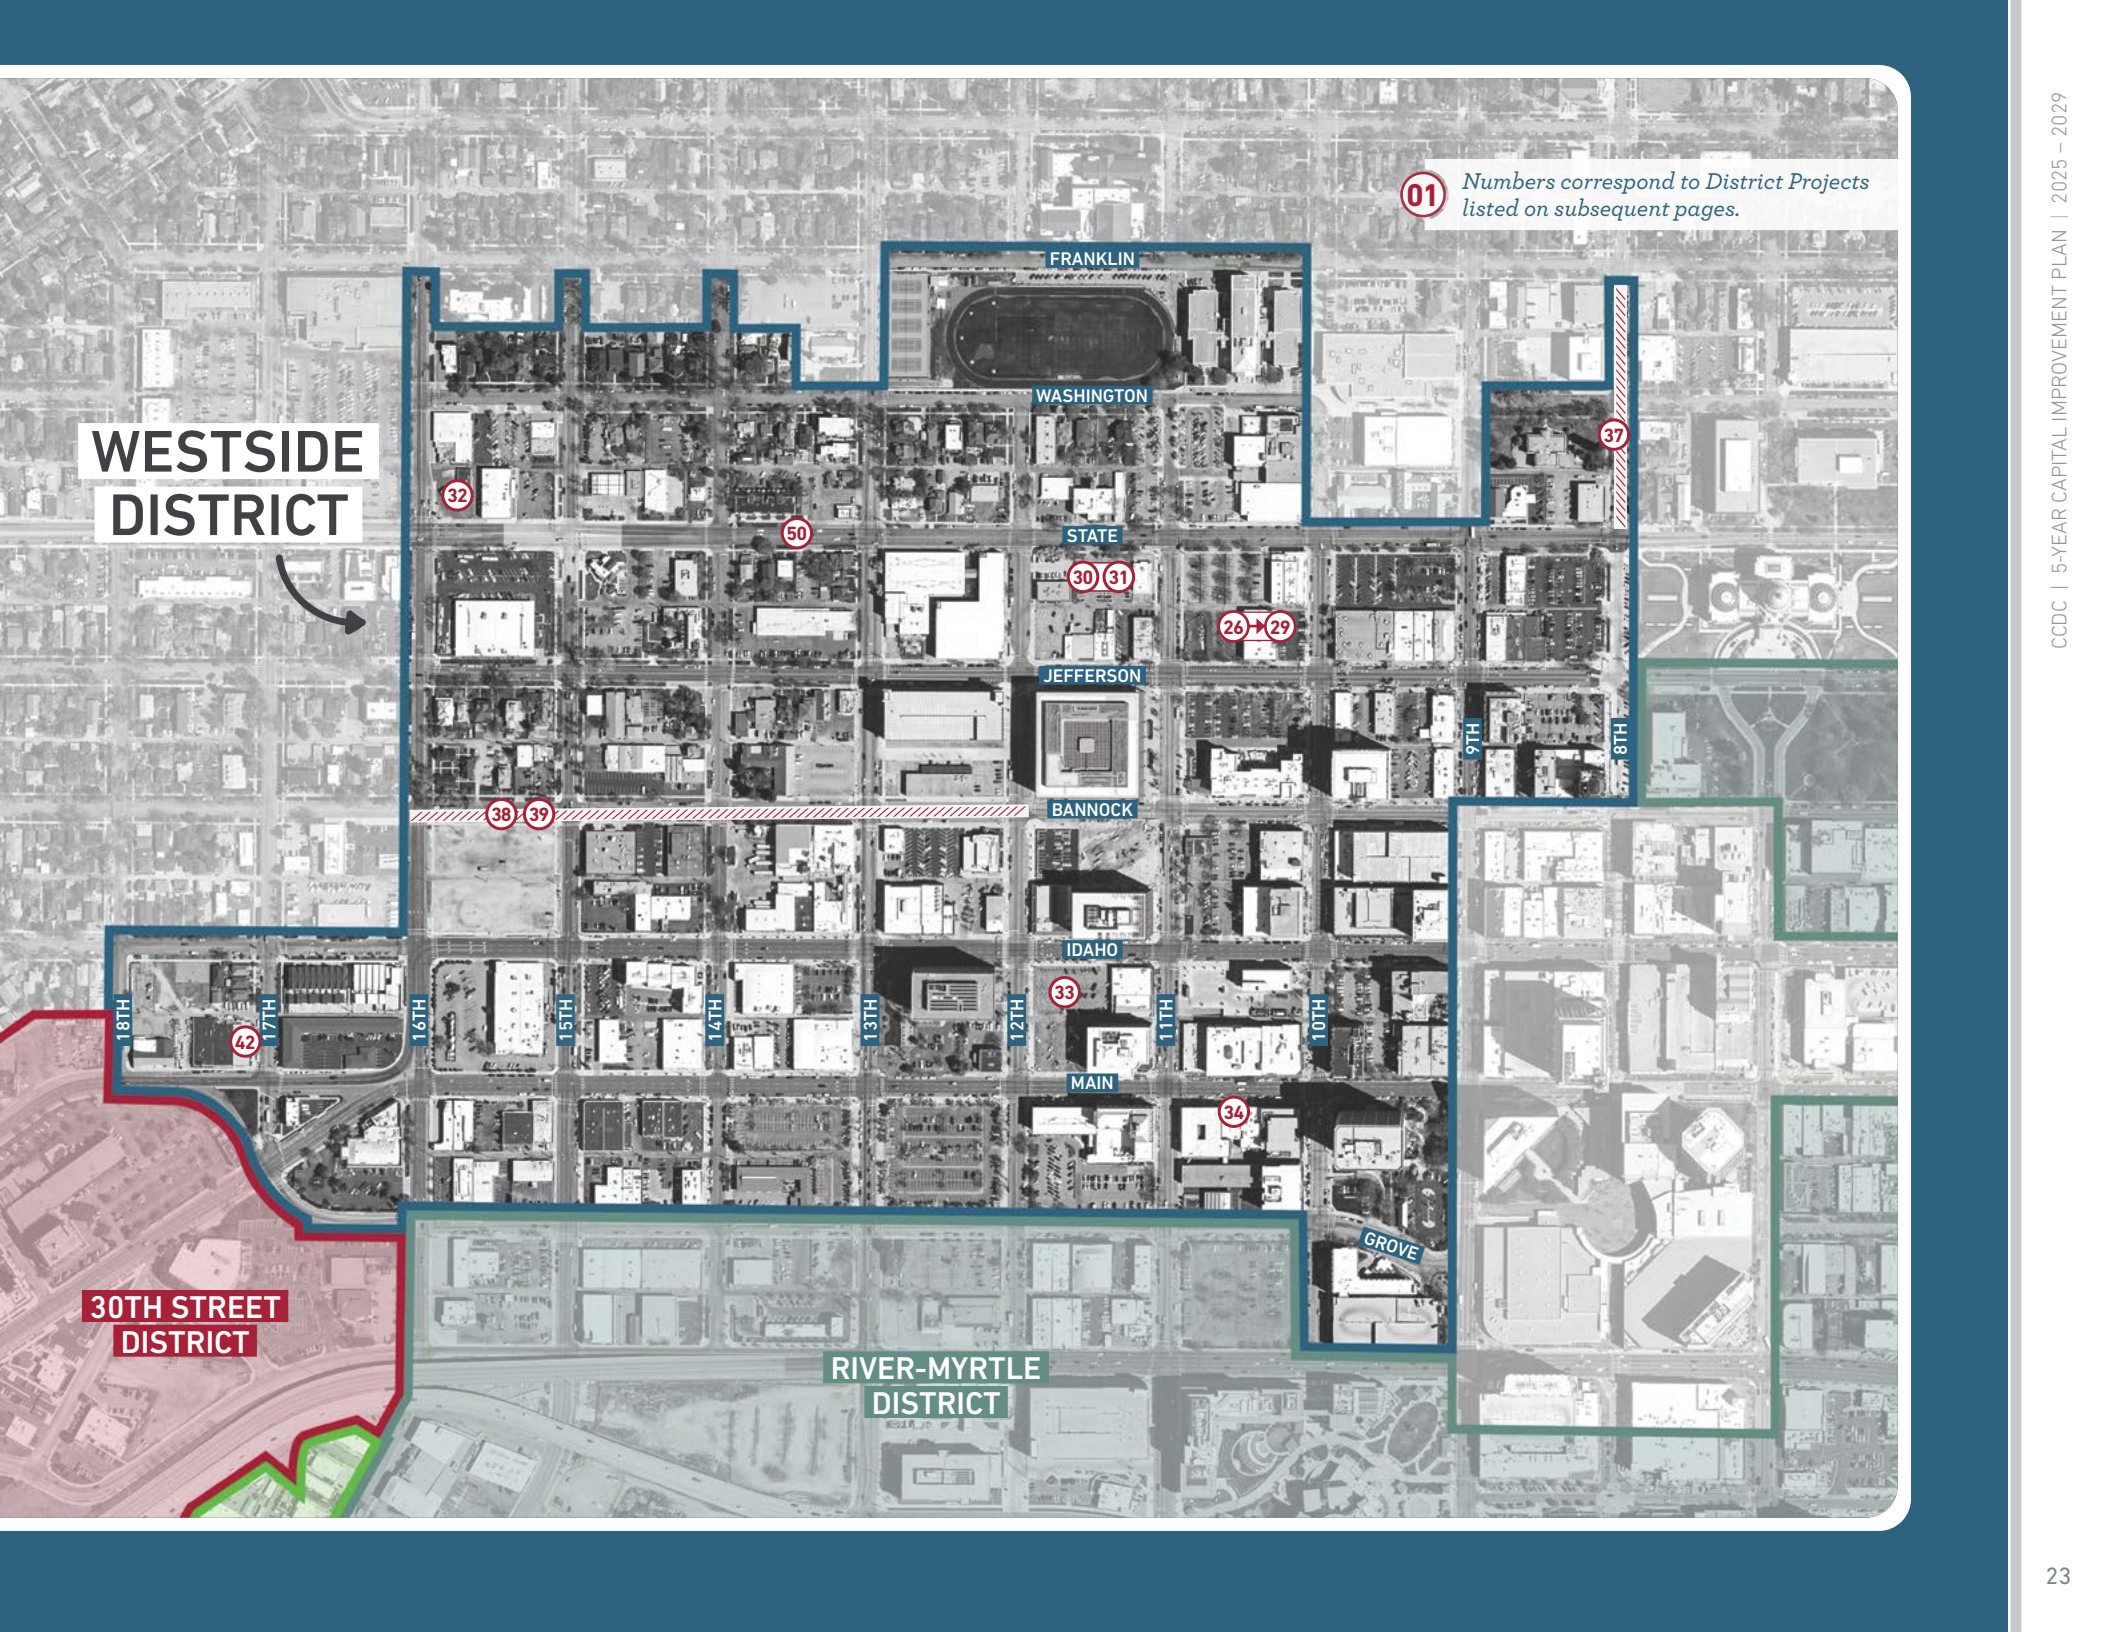 01
Numbers correspond to District Projects
listed on subsequent pages.
FRANKLIN
WASHINGTON
37
WESTSIDE
DISTRICT
32
50
STATE
30 31
26 29
JEFFERSON
9TH
8TH
38 39
BANNOCK
IDAHO
33
18TH
17TH
16TH
15TH
14TH
13TH
12TH
11TH
10TH
42
MAIN
34
GROVE
30TH STREET
DISTRICT
RIVER-MYRTLE
DISTRICT
CCDC | 5-YEAR CAPITAL IMPROVEMENT PLAN | 2025 – 2029
23